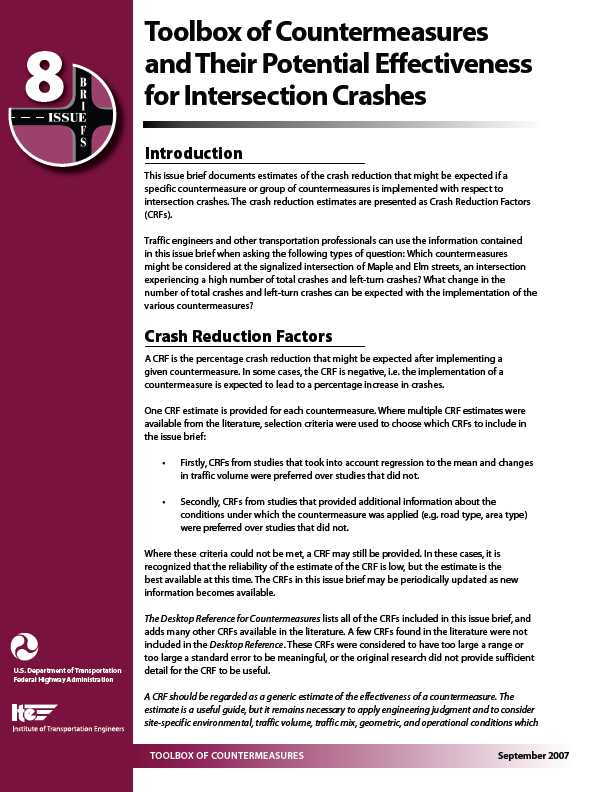 Toolbox of Countermeasures
and Their Potential Effectiveness
for Intersection Crashes
8
ISSUE
BRIEFS
Introduction
This issue brief documents estimates of the crash reduction that might be expected if a
specific countermeasure or group of countermeasures is implemented with respect to
intersection crashes. The crash reduction estimates are presented as Crash Reduction Factors
(CRFs).
Traffic engineers and other transportation professionals can use the information contained
in this issue brief when asking the following types of question: Which countermeasures
might be considered at the signalized intersection of Maple and Elm streets, an intersection
experiencing a high number of total crashes and left-turn crashes? What change in the
number of total crashes and left-turn crashes can be expected with the implementation of the
various countermeasures?
Crash Reduction Factors
A CRF is the percentage crash reduction that might be expected after implementing a
given countermeasure. In some cases, the CRF is negative, i.e. the implementation of a
countermeasure is expected to lead to a percentage increase in crashes.
One CRF estimate is provided for each countermeasure. Where multiple CRF estimates were
available from the literature, selection criteria were used to choose which CRFs to include in
the issue brief:
• Firstly, CRFs from studies that took into account regression to the mean and changes
in traffic volume were preferred over studies that did not.
• Secondly, CRFs from studies that provided additional information about the
conditions under which the countermeasure was applied (e.g. road type, area type)
were preferred over studies that did not.
Where these criteria could not be met, a CRF may still be provided. In these cases, it is
recognized that the reliability of the estimate of the CRF is low, but the estimate is the
best available at this time. The CRFs in this issue brief may be periodically updated as new
information becomes available.
The Desktop Reference for Countermeasures lists all of the CRFs included in this issue brief, and
adds many other CRFs available in the literature. A few CRFs found in the literature were not
included in the Desktop Reference. These CRFs were considered to have too large a range or
too large a standard error to be meaningful, or the original research did not provide sufficient
detail for the CRF to be useful.
A CRF should be regarded as a generic estimate of the effectiveness of a countermeasure. The
estimate is a useful guide, but it remains necessary to apply engineering judgment and to consider
site-specific environmental, traffic volume, traffic mix, geometric, and operational conditions which
U.S. Department of Transportation
Federal Highway Administration
ite
Institute of Transportation Engineers
TOOLBOX OF COUNTERMEASURES
September 2007